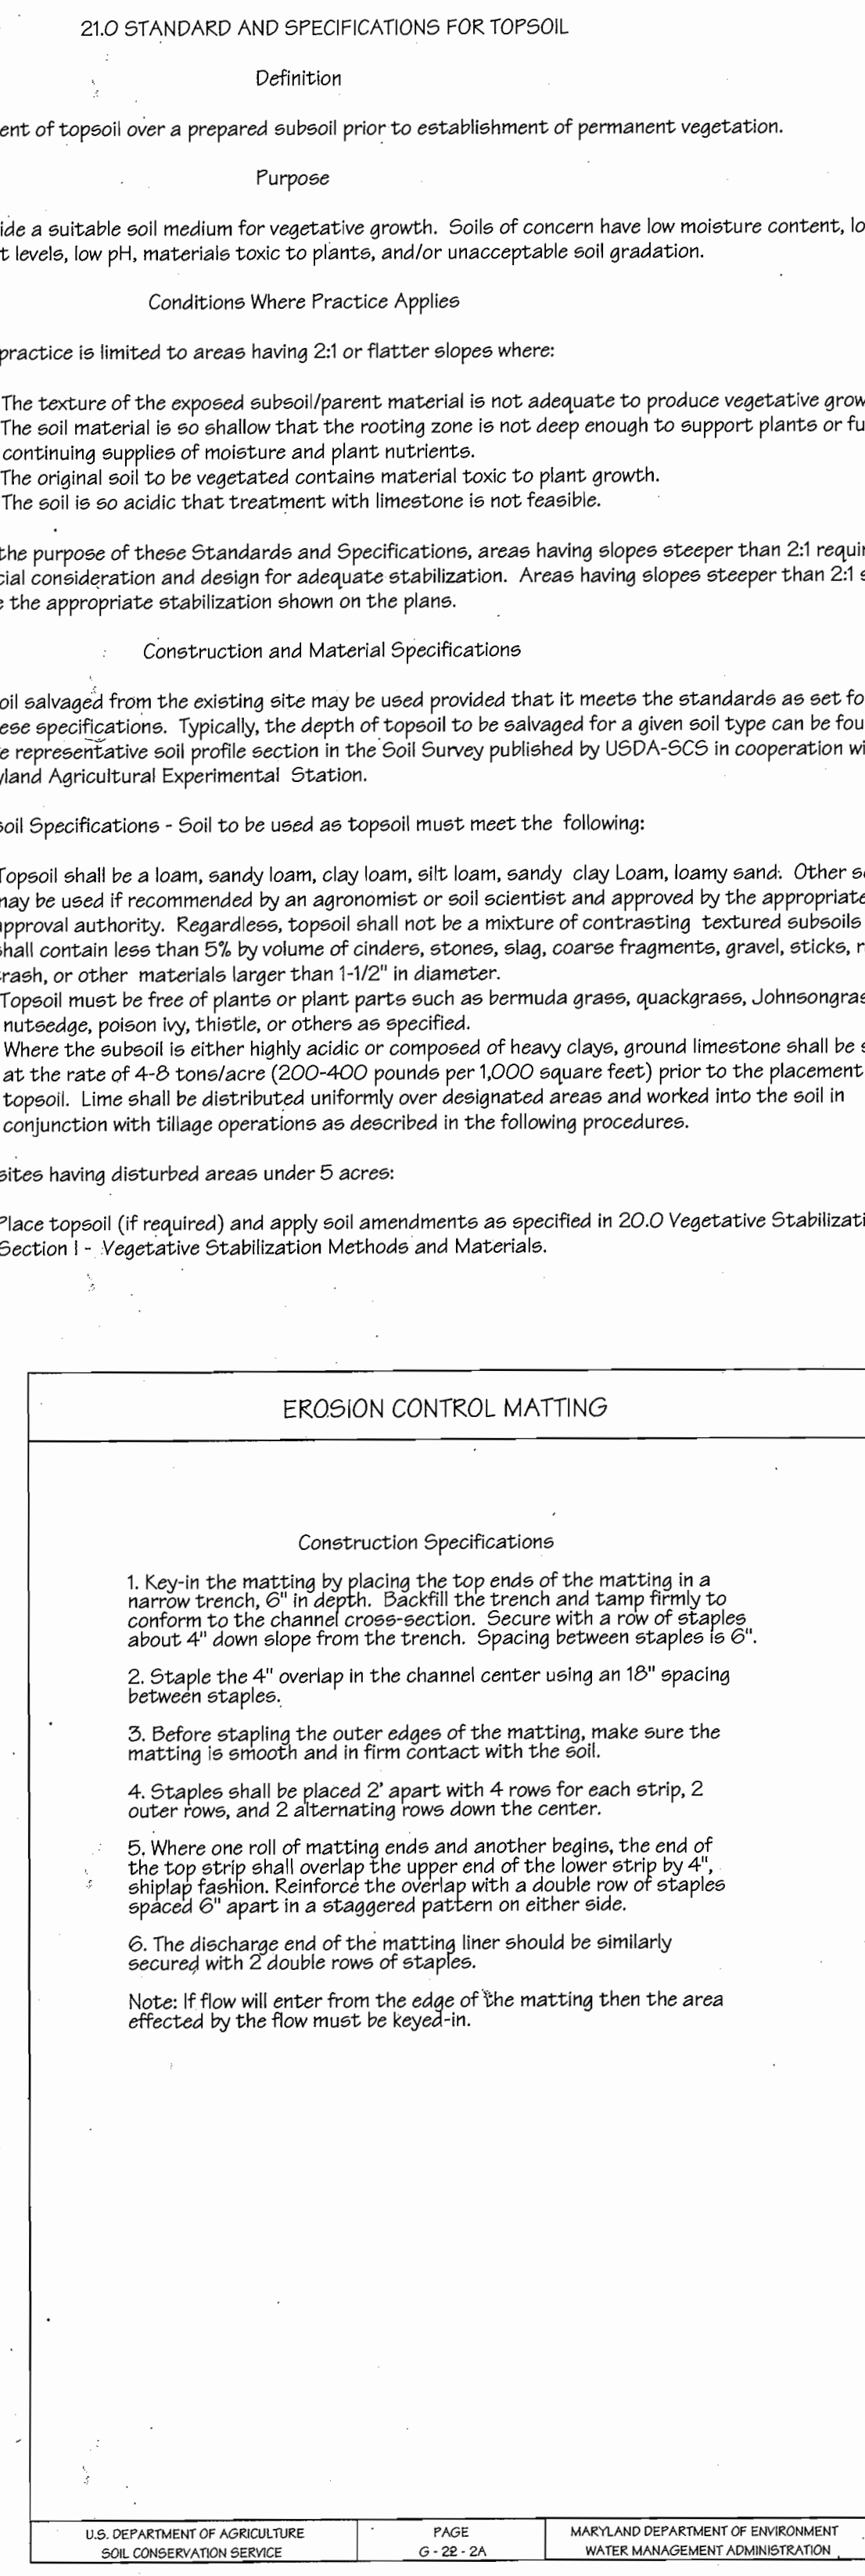 21.0 STANDARD AND SPECIFICATIONS FOR TOPSOIL
Definition
ent of topsoil over a prepared subsoil prior to establishment of permanent vegetation.
Purpose
ide a suitable soil medium for vegetative growth. Soils of concern have low moisture content, lo
t levels, low pH, materials toxic to plants, and/or unacceptable soil gradation.
Conditions Where Practice Applies
practice is limited to areas having 2:1 or flatter slopes where:
The texture of the exposed subsoil/parent material is not adequate to produce vegetative grow
The soil material is so shallow that the rooting zone is not deep enough to support plants or fu
continuing supplies of moisture and plant nutrients.
The original soil to be vegetated contains material toxic to plant growth.
The soil is so acidic that treatment with limestone is not feasible.
the purpose of these Standards and Specifications, areas having slopes steeper than 2:1 requir
cial consideration and design for adequate stabilization. Areas having slopes steeper than 2:1 s
e the appropriate stabilization shown on the plans.
Construction and Material Specifications
oil salvaged from the existing site may be used provided that it meets the standards as set fo
ese specifications. Typically, the depth of topsoil to be salvaged for a given soil type can be fou
e representative soil profile section in the Soil Survey published by USDA-SCS in cooperation wi
yland Agricultural Experimental Station.
soil Specifications - Soil to be used as topsoil must meet the following:
Topsoil shall be a loam, sandy loam, clay loam, silt loam, sandy clay Loam, loamy sand. Other s
may be used if recommended by an agronomist or soil scientist and approved by the appropriate
approval authority. Regardless, topsoil shall not be a mixture of contrasting textured subsoils
shall contain less than 5% by volume of cinders, stones, slag, coarse fragments, gravel, sticks, r
rash, or other materials larger than 1-1/2" in diameter.
Topsoil must be free of plants or plant parts such as bermuda grass, quackgrass, Johnsongras
nutsedge, poison ivy, thistle, or others as specified.
Where the subsoil is either highly acidic or composed of heavy clays, ground limestone shall be s
at the rate of 4-8 tons/acre (200-400 pounds per 1,000 square feet) prior to the placement
topsoil. Lime shall be distributed uniformly over designated areas and worked into the soil in
conjunction with tillage operations as described in the following procedures.
sites having disturbed areas under 5 acres:
Place topsoil (if required) and apply soil amendments as specified in 20.0 Vegetative Stabilizati
Section I - Vegetative Stabilization Methods and Materials.
EROSION CONTROL MATTING
Construction Specifications
1. Key-in the matting by placing the top ends of the matting in a
narrow trench, 6" in depth. Backfill the trench and tamp firmly to
conform to the channel cross-section. Secure with a row of staples
about 4" down slope from the trench. Spacing between staples is 6".
2. Staple the 4" overlap in the channel center using an 18" spacing
between staples.
3. Before stapling the outer edges of the matting, make sure the
matting is smooth and in firm contact with the soil.
4. Staples shall be placed 2' apart with 4 rows for each strip, 2
outer rows, and 2 alternating rows down the center.
5. Where one roll of matting ends and another begins, the end of
the top strip shall overlap the upper end of the lower strip by 4",
shiplap fashion. Reinforce the overlap with a double row of staples
spaced 6" apart in a staggered pattern on either side.
6. The discharge end of the matting liner should be similarly
secured with 2 double rows of staples.
Note: If flow will enter from the edge of the matting then the area
effected by the flow must be keyed-in.
U.S. DEPARTMENT OF AGRICULTURE
SOIL CONSERVATION SERVICE
PAGE
G - 22 - 2A
MARYLAND DEPARTMENT OF ENVIRONMENT
WATER MANAGEMENT ADMINISTRATION